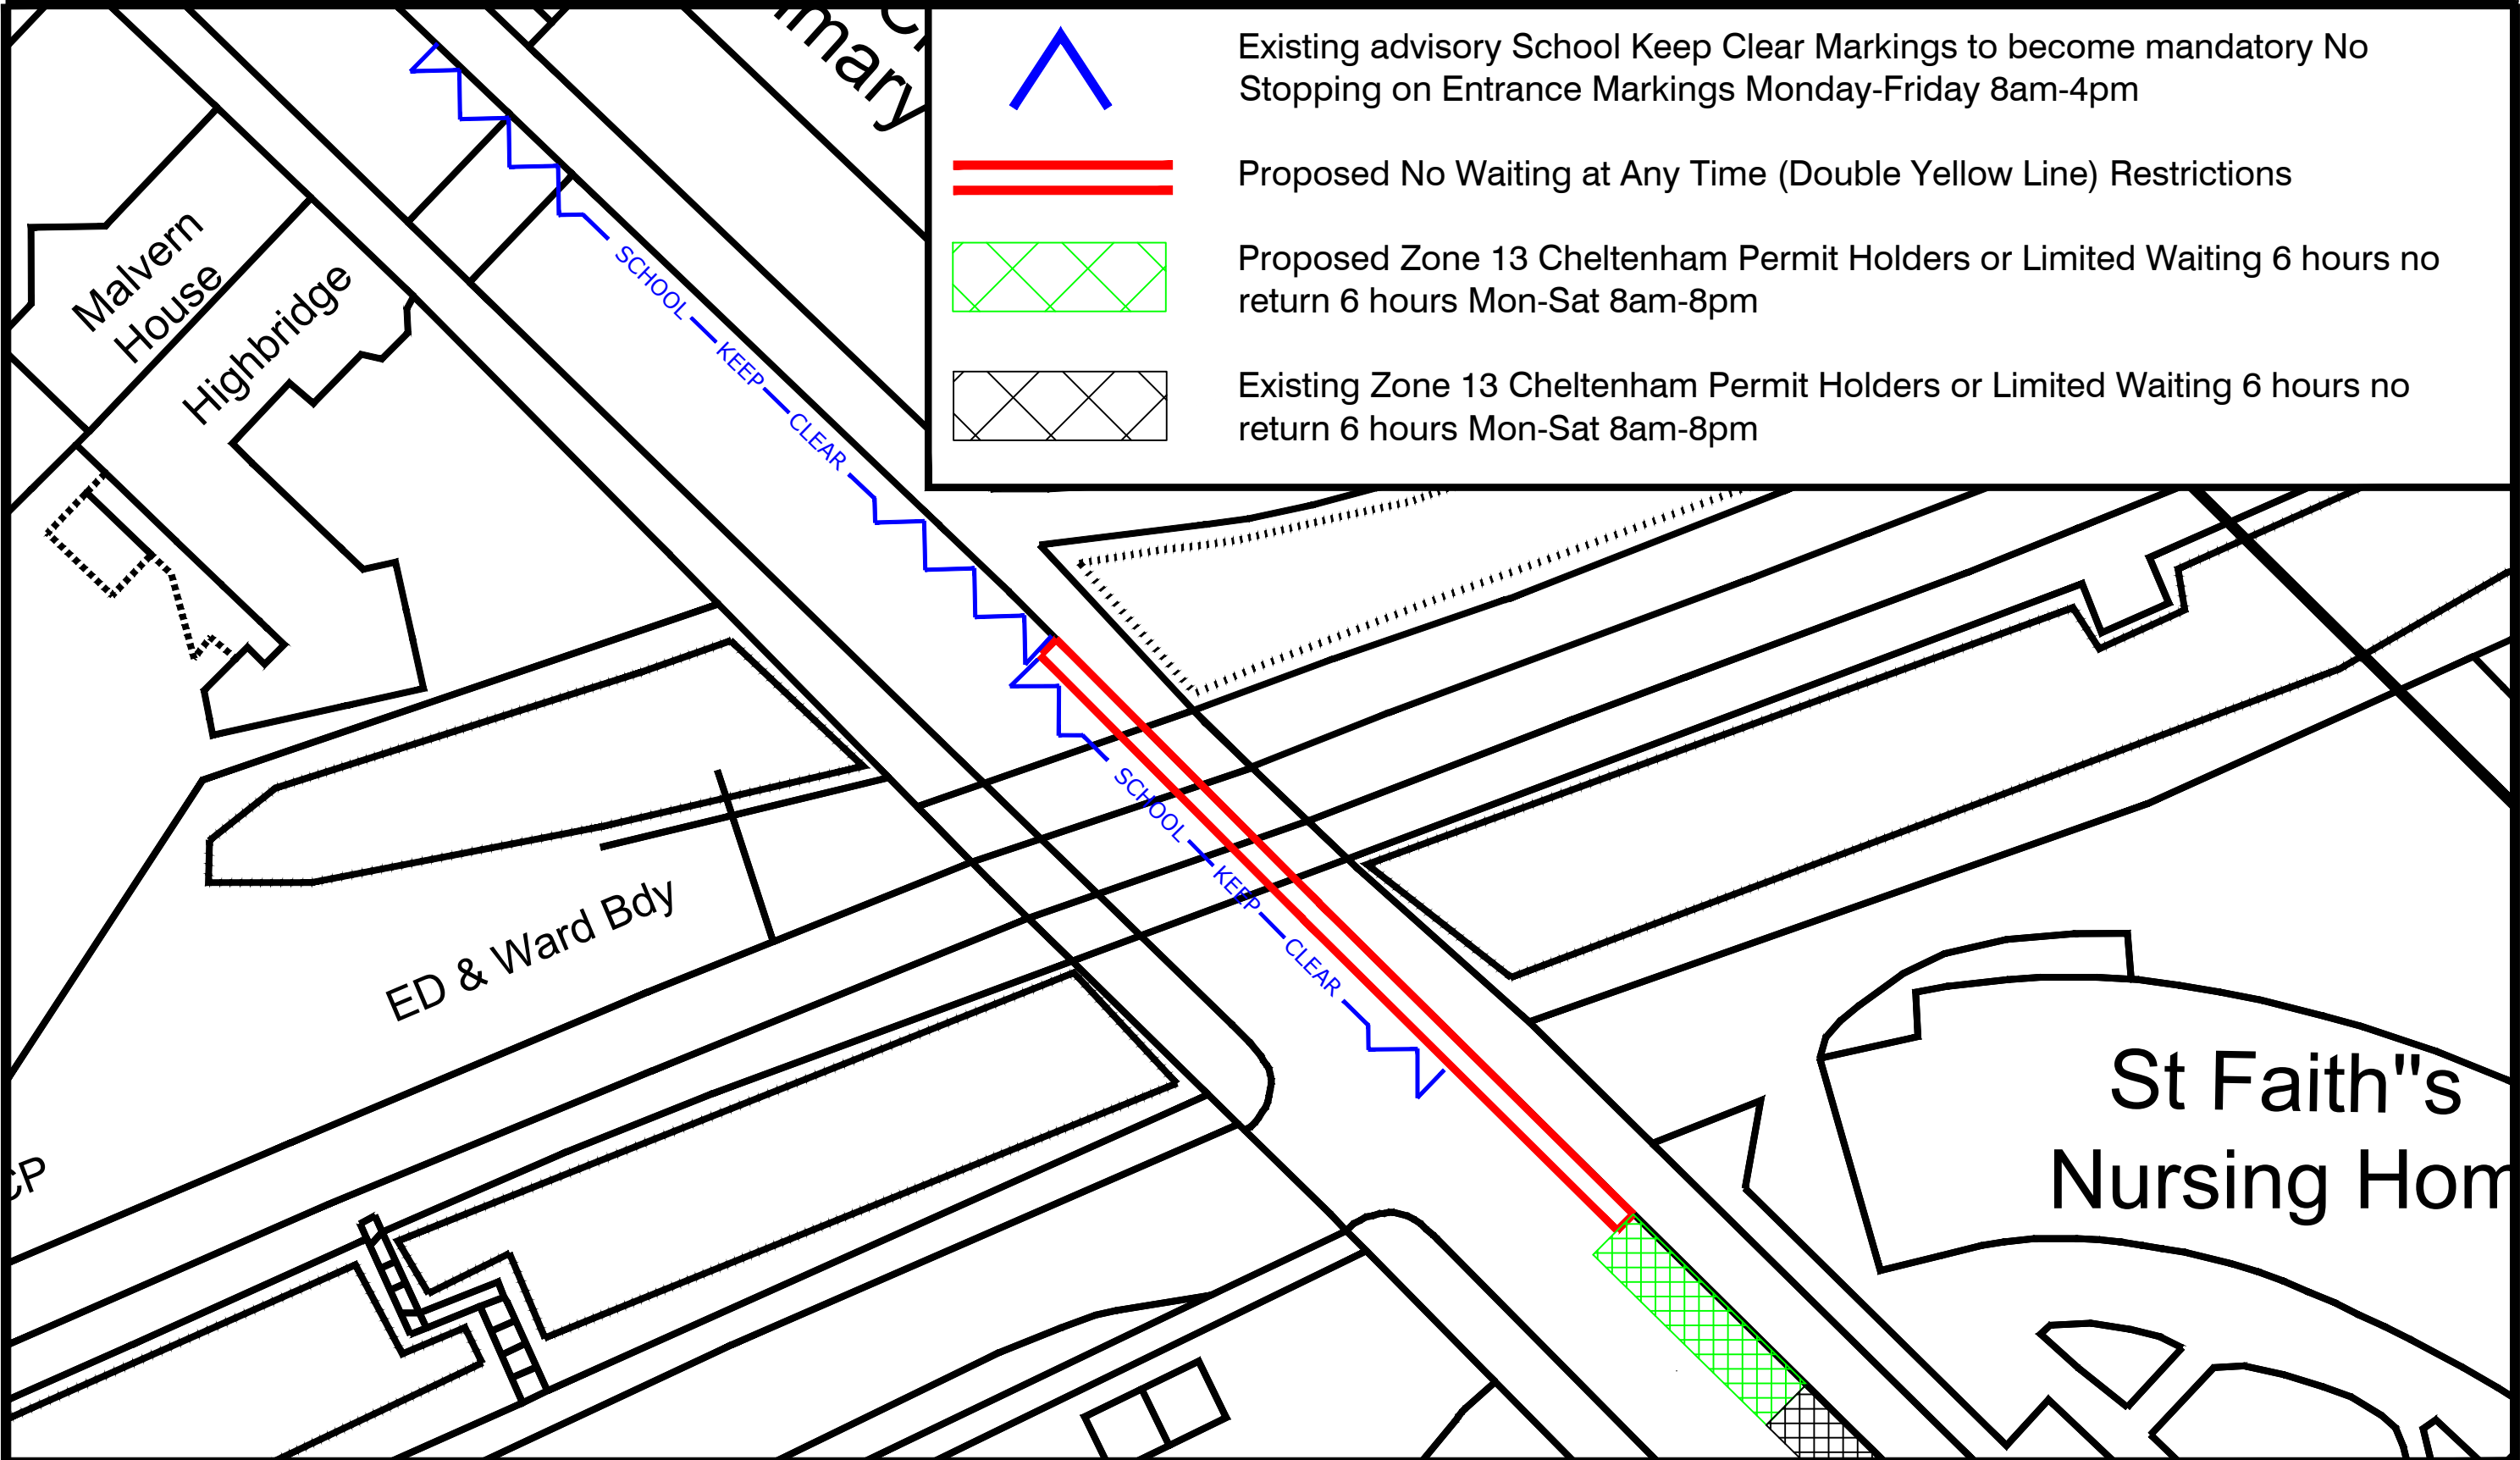 Existing advisory School Keep Clear Markings to become mandatory No
Stopping on Entrance Markings Monday-Friday 8am-4pm
Proposed No Waiting at Any Time (Double Yellow Line) Restrictions
Proposed Zone 13 Cheltenham Permit Holders or Limited Waiting 6 hours no
return 6 hours Mon-Sat 8am-8pm
Existing Zone 13 Cheltenham Permit Holders or Limited Waiting 6 hours no
return 6 hours Mon-Sat 8am-8pm
Malvern
House
Highbridge
SCHOOL KEEP CLEAR
SCHOOL KEEP CLEAR
ED & Ward Bdy
St Faith"s
Nursing Hom